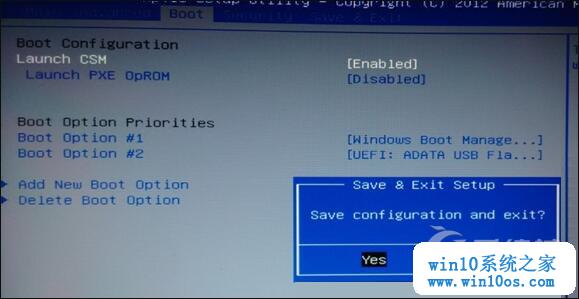 Setup Utility - Copyright (C) 2012 American
Main Advanced Boot Security Save & Exit
Boot Configuration
Launch CSM [Enabled]
Launch PXE OpROM [Disabled]
Boot Option Priorities
Boot Option #1 [Windows Boot Manage...]
Boot Option #2 [UEFI: ADATA USB Fla...]
Add New Boot Option
Delete Boot Option
Save & Exit Setup
Save configuration and exit?
Yes
win10系统之家
www.win10os.com